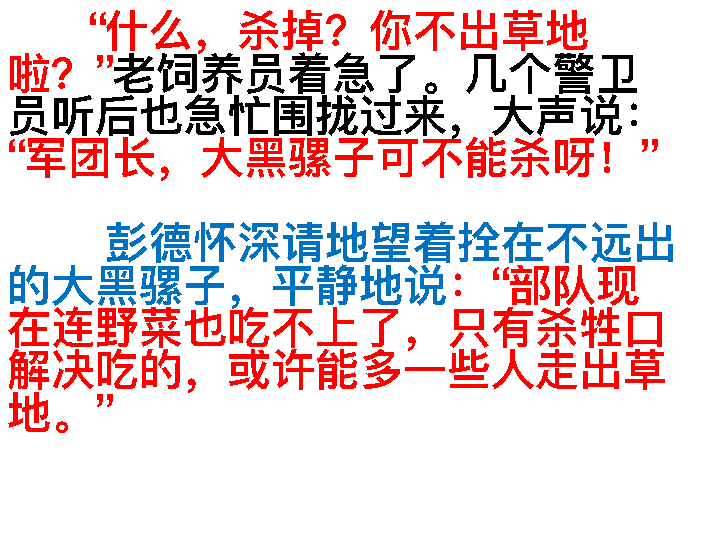 “什么，杀掉？你不出草地
啦？”老饲养员着急了。几个警卫
员听后也急忙围拢过来，大声说：
“军团长，大黑骡子可不能杀呀！”
彭德怀深请地望着拴在不远出
的大黑骡子，平静地说：“部队现
在连野菜也吃不上了，只有杀牲口
解决吃的，或许能多一些人走出草
地。”